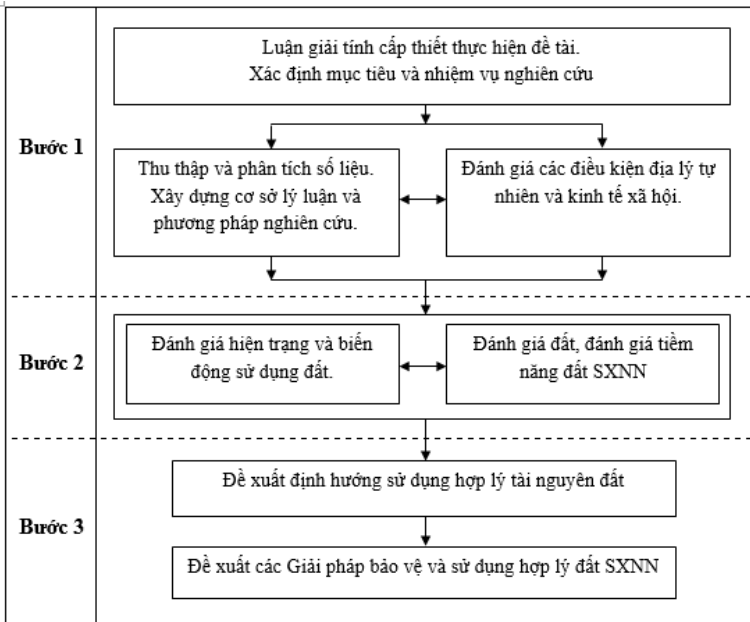 Luận giải tính cấp thiết thực hiện đề tài.
Xác định mục tiêu và nhiệm vụ nghiên cứu
Bước 1
Thu thập và phân tích số liệu.
Xây dựng cơ sở lý luận và
phương pháp nghiên cứu.
Đánh giá các điều kiện địa lý tự
nhiên và kinh tế xã hội.
Bước 2
Đánh giá hiện trạng và biến
động sử dụng đất.
Đánh giá đất, đánh giá tiềm
năng đất SXNN
Bước 3
Đề xuất định hướng sử dụng hợp lý tài nguyên đất
Đề xuất các Giải pháp bảo vệ và sử dụng hợp lý đất SXNN